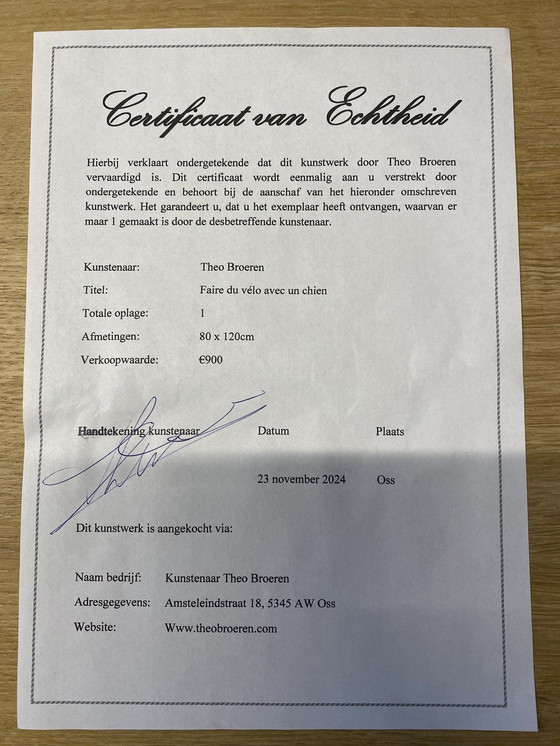 Certificaat van Echtheid
Hierbij verklaart ondergetekende dat dit kunstwerk door Theo Broeren
vervaardigd is. Dit certificaat wordt eenmalig aan u verstrekt door
ondergetekende en behoort bij de aanschaf van het hieronder omschreven
kunstwerk. Het garandeert u, dat u het exemplaar heeft ontvangen, waarvan er
maar 1 gemaakt is door de desbetreffende kunstenaar.
Kunstenaar: Theo Broeren
Titel: Faire du vélo avec un chien
Totale oplage: 1
Afmetingen: 80 x 120cm
Verkoopwaarde: €900
Handtekening kunstenaar Datum Plaats
23 november 2024 Oss
Dit kunstwerk is aangekocht via:
Naam bedrijf: Kunstenaar Theo Broeren
Adresgegevens: Amsteleindstraat 18, 5345 AW Oss
Website: Www.theobroeren.com